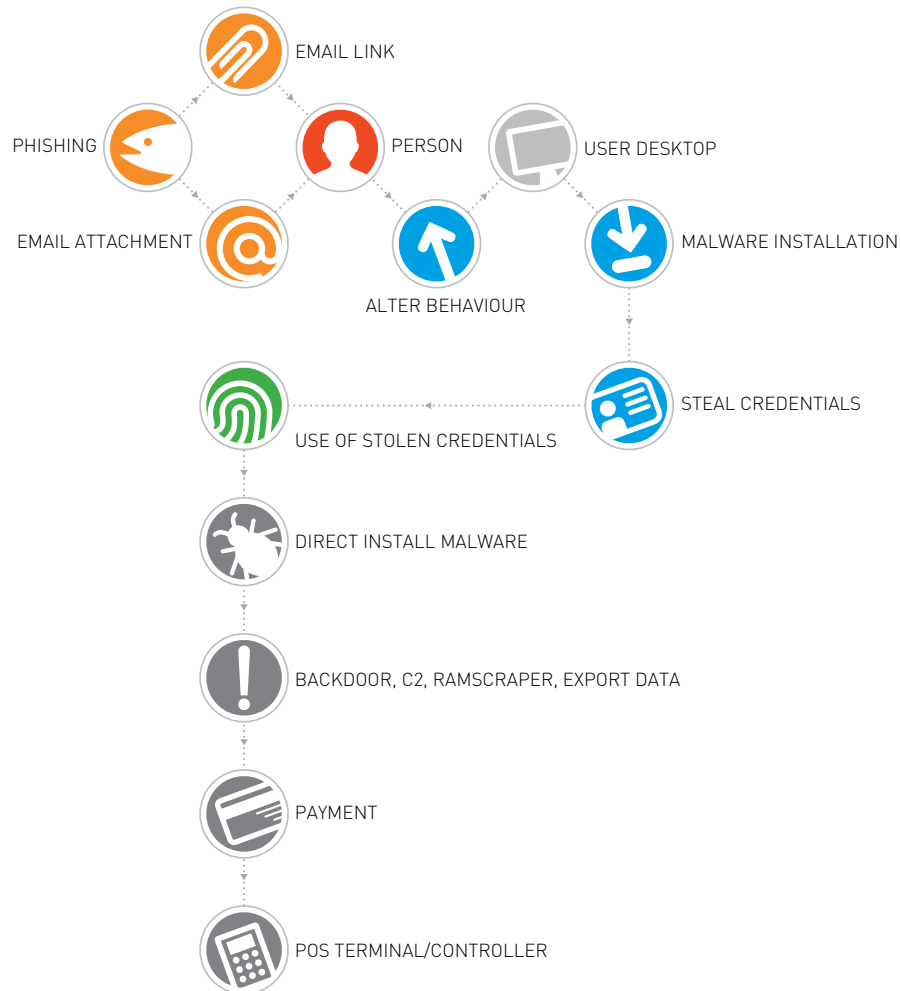 EMAIL LINK
PHISHING
PERSON
USER DESKTOP
EMAIL ATTACHMENT
MALWARE INSTALLATION
ALTER BEHAVIOUR
STEAL CREDENTIALS
USE OF STOLEN CREDENTIALS
DIRECT INSTALL MALWARE
BACKDOOR, C2, RAMSCRAPER, EXPORT DATA
PAYMENT
POS TERMINAL/CONTROLLER